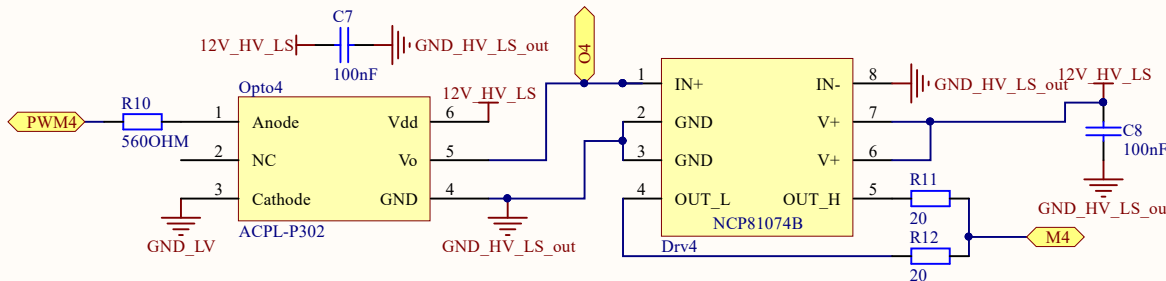 C7
12V_HV_LS
GND_HV_LS_out
100nF
O4
Opto4
12V_HV_LS
1
IN+
IN-
8
GND_HV_LS_out
12V_HV_LS
PWM4
R10
560OHM
1
Anode
Vdd
6
2
GND
V+
7
C8
100nF
2
NC
Vo
5
3
GND
V+
6
3
Cathode
GND
4
4
OUT_L
OUT_H
5
R11
20
GND_LV
ACPL-P302
GND_HV_LS_out
NCP81074B
Drv4
R12
20
M4
GND_HV_LS_out